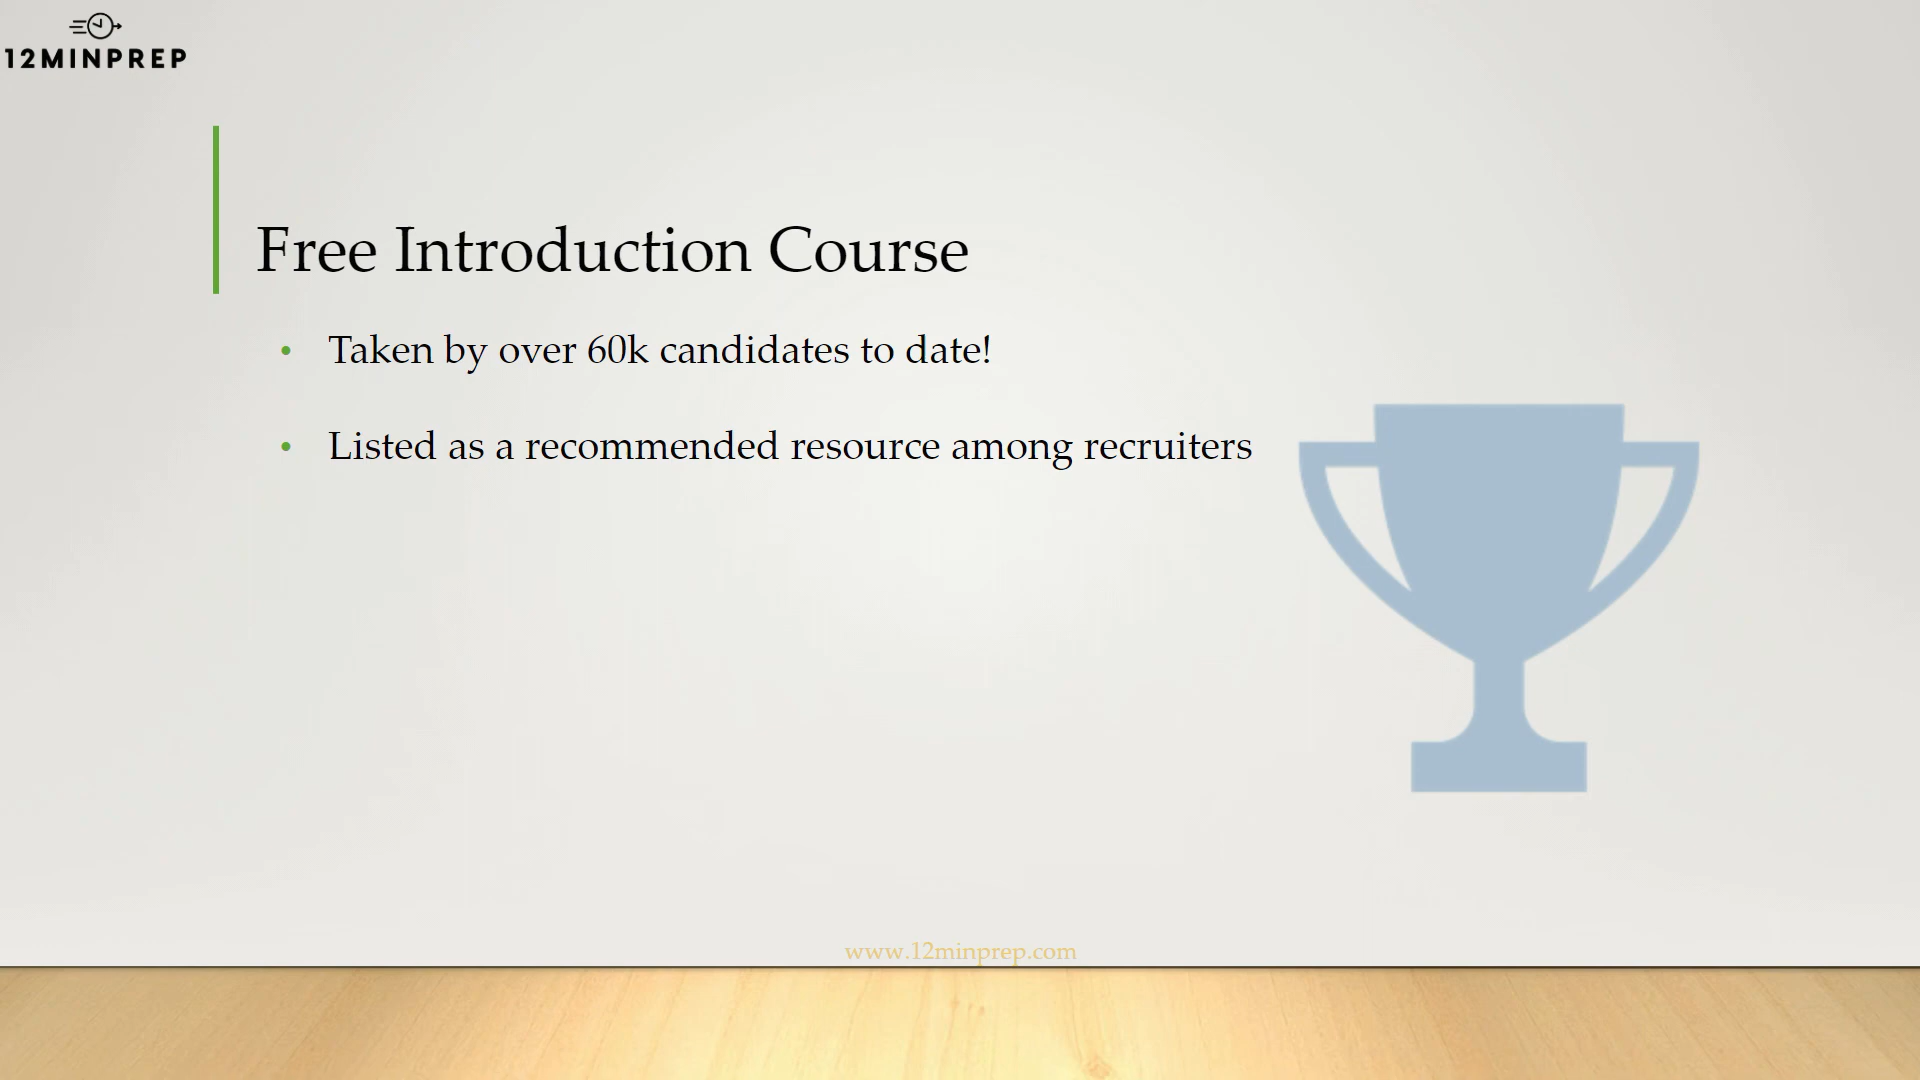 12MINPREP
Free Introduction Course
• Taken by over 60k candidates to date!
• Listed as a recommended resource among recruiters
www.12minprep.com